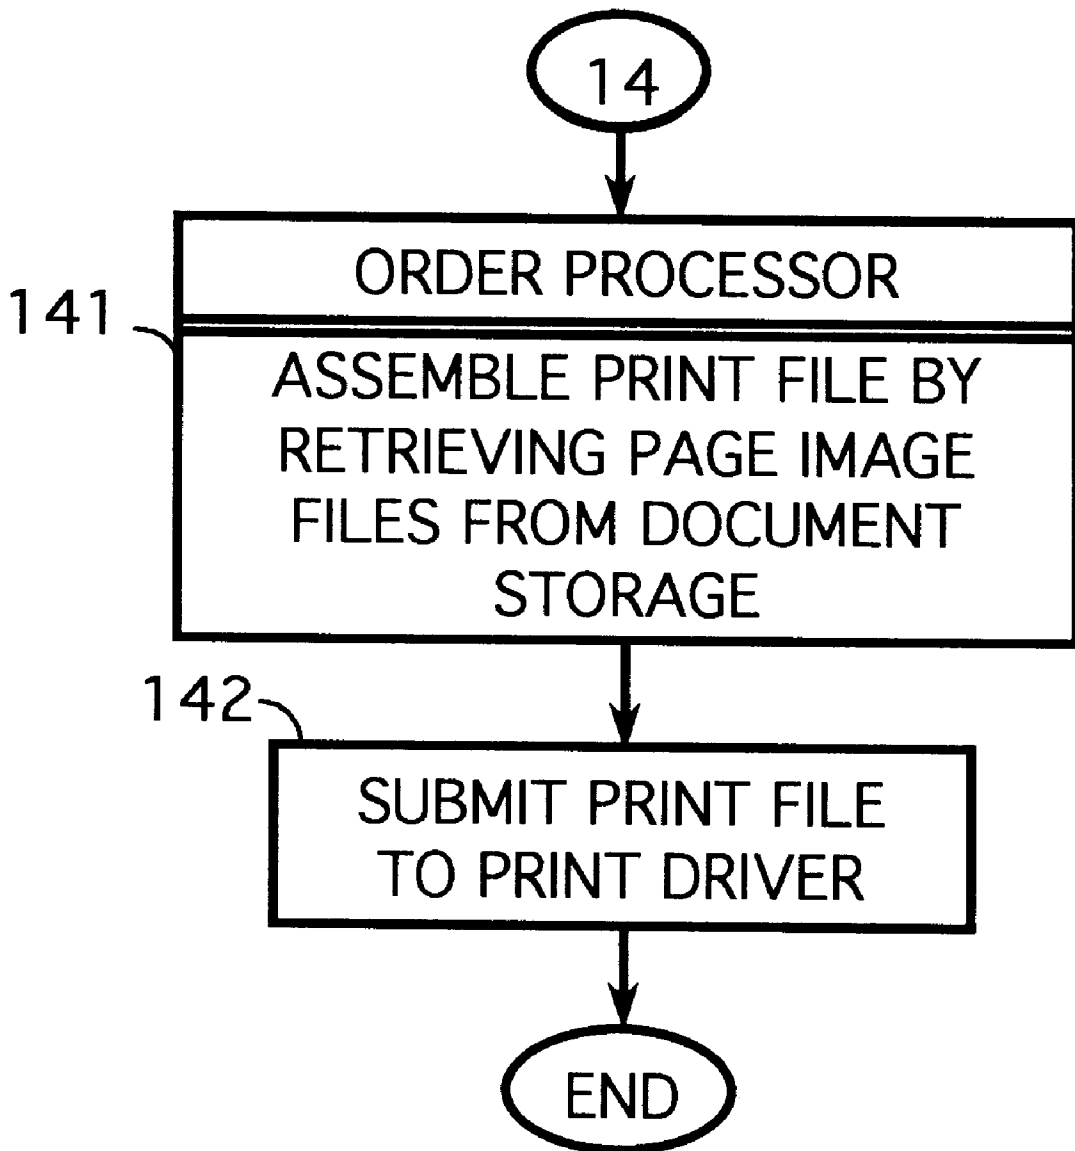 14
ORDER PROCESSOR
141
ASSEMBLE PRINT FILE BY
RETRIEVING PAGE IMAGE
FILES FROM DOCUMENT
STORAGE
142
SUBMIT PRINT FILE
TO PRINT DRIVER
END